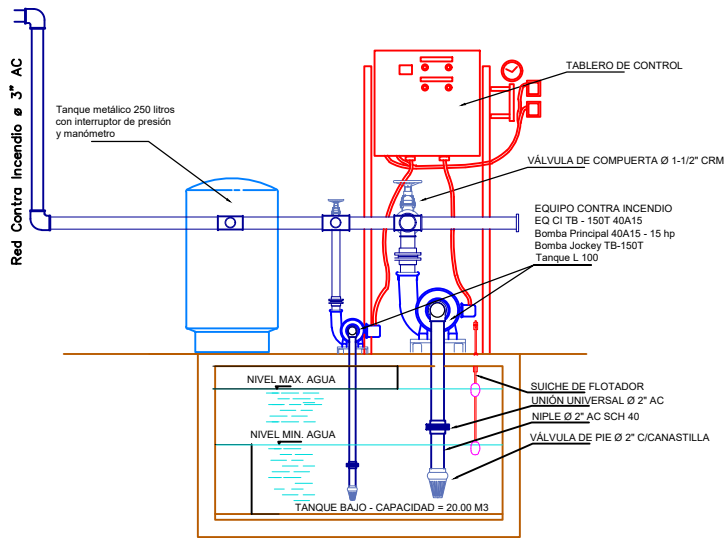 Red Contra Incendio ø 3" AC
Tanque metálico 250 litros
con interruptor de presión
y manómetro
TABLERO DE CONTROL
VÁLVULA DE COMPUERTA Ø 1-1/2" CRM
EQUIPO CONTRA INCENDIO
EQ CI TB - 150T 40A15
Bomba Principal 40A15 - 15 hp
Bomba Jockey TB-150T
Tanque L 100
NIVEL MAX. AGUA
SUICHE DE FLOTADOR
UNIÓN UNIVERSAL Ø 2" AC
NIPLE Ø 2" AC SCH 40
NIVEL MIN. AGUA
VÁLVULA DE PIE Ø 2" C/CANASTILLA
TANQUE BAJO - CAPACIDAD = 20.00 M3